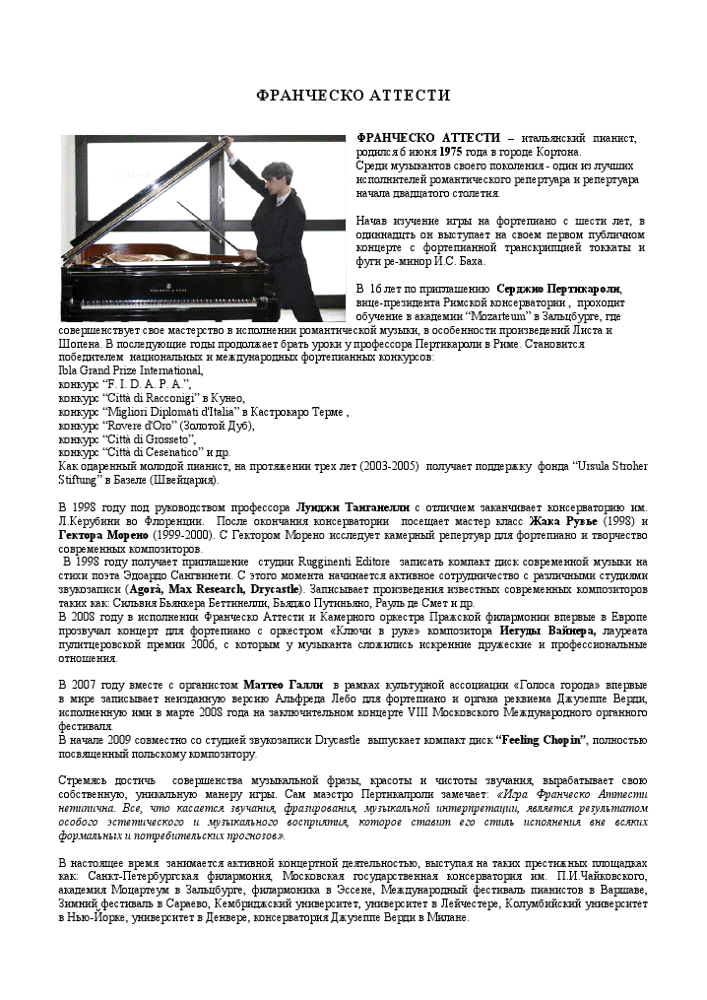 ФРАНЧЕСКО АТТЕСТИ
ФРАНЧЕСКО АТТЕСТИ – итальянский пианист,
родился 6 июня 1975 года в городе Кортона.
Среди музыкантов своего поколения - один из лучших
исполнителей романтического репертуара и репертуара
начала двадцатого столетия.
Начав изучение игры на фортепиано с шести лет, в
одиннадцть он выступает на своем первом публичном
концерте с фортепианной транскрипцией токкаты и
фуги ре-минор И.С. Баха.
В 16 лет по приглашению Серджио Пертикароли,
вице-президента Римской консерватории , проходит
обучение в академии “Mozarteum” в Зальцбурге, где
совершенствует свое мастерство в исполнении романтической музыки, в особенности произведений Листа и
Шопена. В последующие годы продолжает брать уроки у профессора Пертикароли в Риме. Становится
победителем национальных и международных фортепианных конкурсов:
Ibla Grand Prize International,
конкурс “F. I. D. A. P. A.”,
конкурс “Città di Racconigi” в Кунео,
конкурс “Migliori Diplomati d'Italia” в Кастрокаро Терме ,
конкурс “Rovere d'Oro” (Золотой Дуб),
конкурс “Città di Grosseto”,
конкурс “Città di Cesenatico” и др.
Как одаренный молодой пианист, на протяжении трех лет (2003-2005) получает поддержку фонда “Ursula Stroher
Stiftung” в Базеле (Швейцария).
В 1998 году под руководством профессора Луиджи Танганелли с отличием заканчивает консерваторию им.
Л.Керубини во Флоренции. После окончания консерватории посещает мастер класс Жака Рувье (1998) и
Гектора Морено (1999-2000). С Гектором Морено исследует камерный репертуар для фортепиано и творчество
современных композиторов.
В 1998 году получает приглашение студии Rugginenti Editore записать компакт диск современной музыки на
стихи поэта Эдоардо Сангвинети. С этого момента начинается активное сотрудничество с различными студиями
звукозаписи (Agorà, Max Research, Drycastle). Записывает произведения известных современных композиторов
таких как: Сильвия Бьянкера Беттинелли, Бьяджо Путиньяно, Рауль де Смет и др.
В 2008 году в исполнении Франческо Аттести и Камерного оркестра Пражской филармонии впервые в Европе
прозвучал концерт для фортепиано с оркестром «Ключи в руке» композитора Иегуды Вайнера, лауреата
пулитцеровской премии 2006, с которым у музыканта сложились искренние дружеские и профессиональные
отношения.
В 2007 году вместе с органистом Маттео Галли в рамках культурной ассоциации «Голоса города» впервые
в мире записывает неизданную версию Альфреда Лебо для фортепиано и органа реквиема Джузеппе Верди,
исполненную ими в марте 2008 года на заключительном концерте VIII Московского Международного органного
фестиваля.
В начале 2009 совместно со студией звукозаписи Drycastle выпускает компакт диск “Feeling Chopin”, полностью
посвященный польскому композитору.
Стремясь достичь совершенства музыкальной фразы, красоты и чистоты звучания, вырабатывает свою
собственную, уникальную манеру игры. Сам маэстро Пертикалроли замечает: «Игра Франческо Аттести
нетипична. Все, что касается звучания, фразирования, музыкальной интерпретации, является результатом
особого эстетического и музыкального восприятия, которое ставит его стиль исполнения вне всяких
формальных и потребительских прогнозов».
В настоящее время занимается активной концертной деятельностью, выступая на таких престижных площадках
как: Санкт-Петербургская филармония, Московская государственная консерватория им. П.И.Чайковского,
академия Моцартеум в Зальцбурге, филармоника в Эссене, Международный фестиваль пианистов в Варшаве,
Зимний фестиваль в Сараево, Кембриджский университет, университет в Лейчестере, Колумбийский университет
в Нью-Йорке, университет в Денвере, консерватория Джузеппе Верди в Милане.